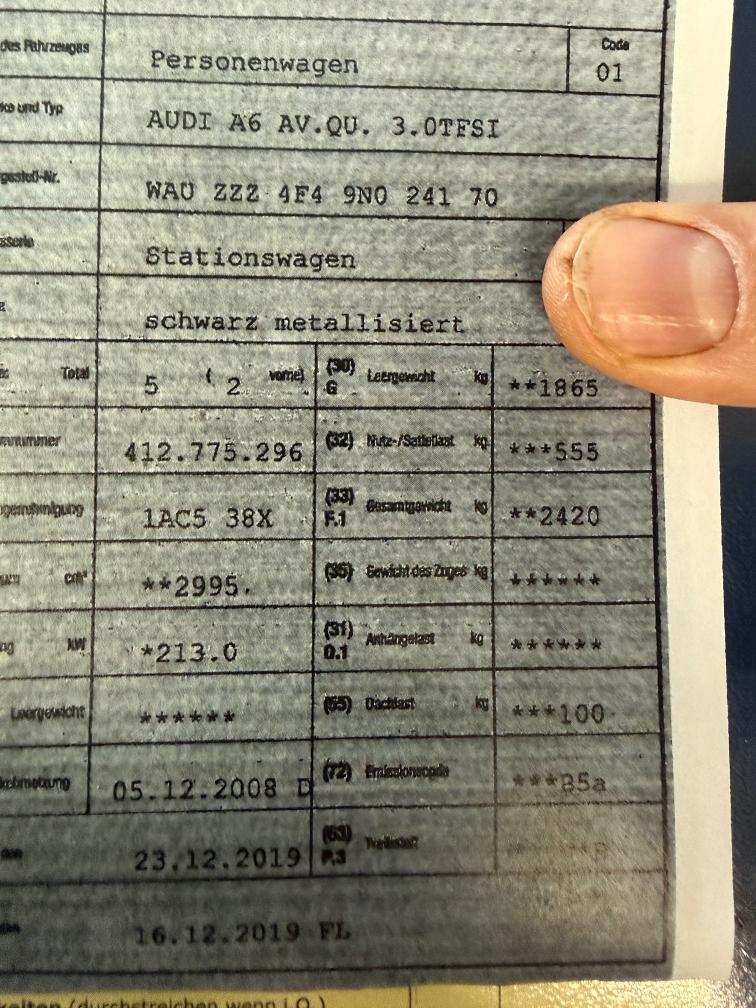 des Fahrzeuges Personenwagen Code 01
und Typ AUDI A6 AV.QU. 3.0TFSI
WAU ZZZ 4F4 9N0 241 70
Stationswagen
schwarz metallisiert
Total 5 ( 2 vorne) (30) G Leergewicht kg **1865
412.775.296 (32) Nutz-/Sattellast kg ***555
1AC5 38X (33) F.1 Gesamtgewicht kg **2420
cm³ **2995. (35) Gewicht des Zuges kg ******
kW *213.0 (31) O.1 Anhängelast kg ******
Leergewicht ****** (55) Dachlast kg ***100
05.12.2008 D (72) Emissionscode ***B5a
23.12.2019 (63) P.3
16.12.2019 FL
(durchstreichen wenn i.O.)